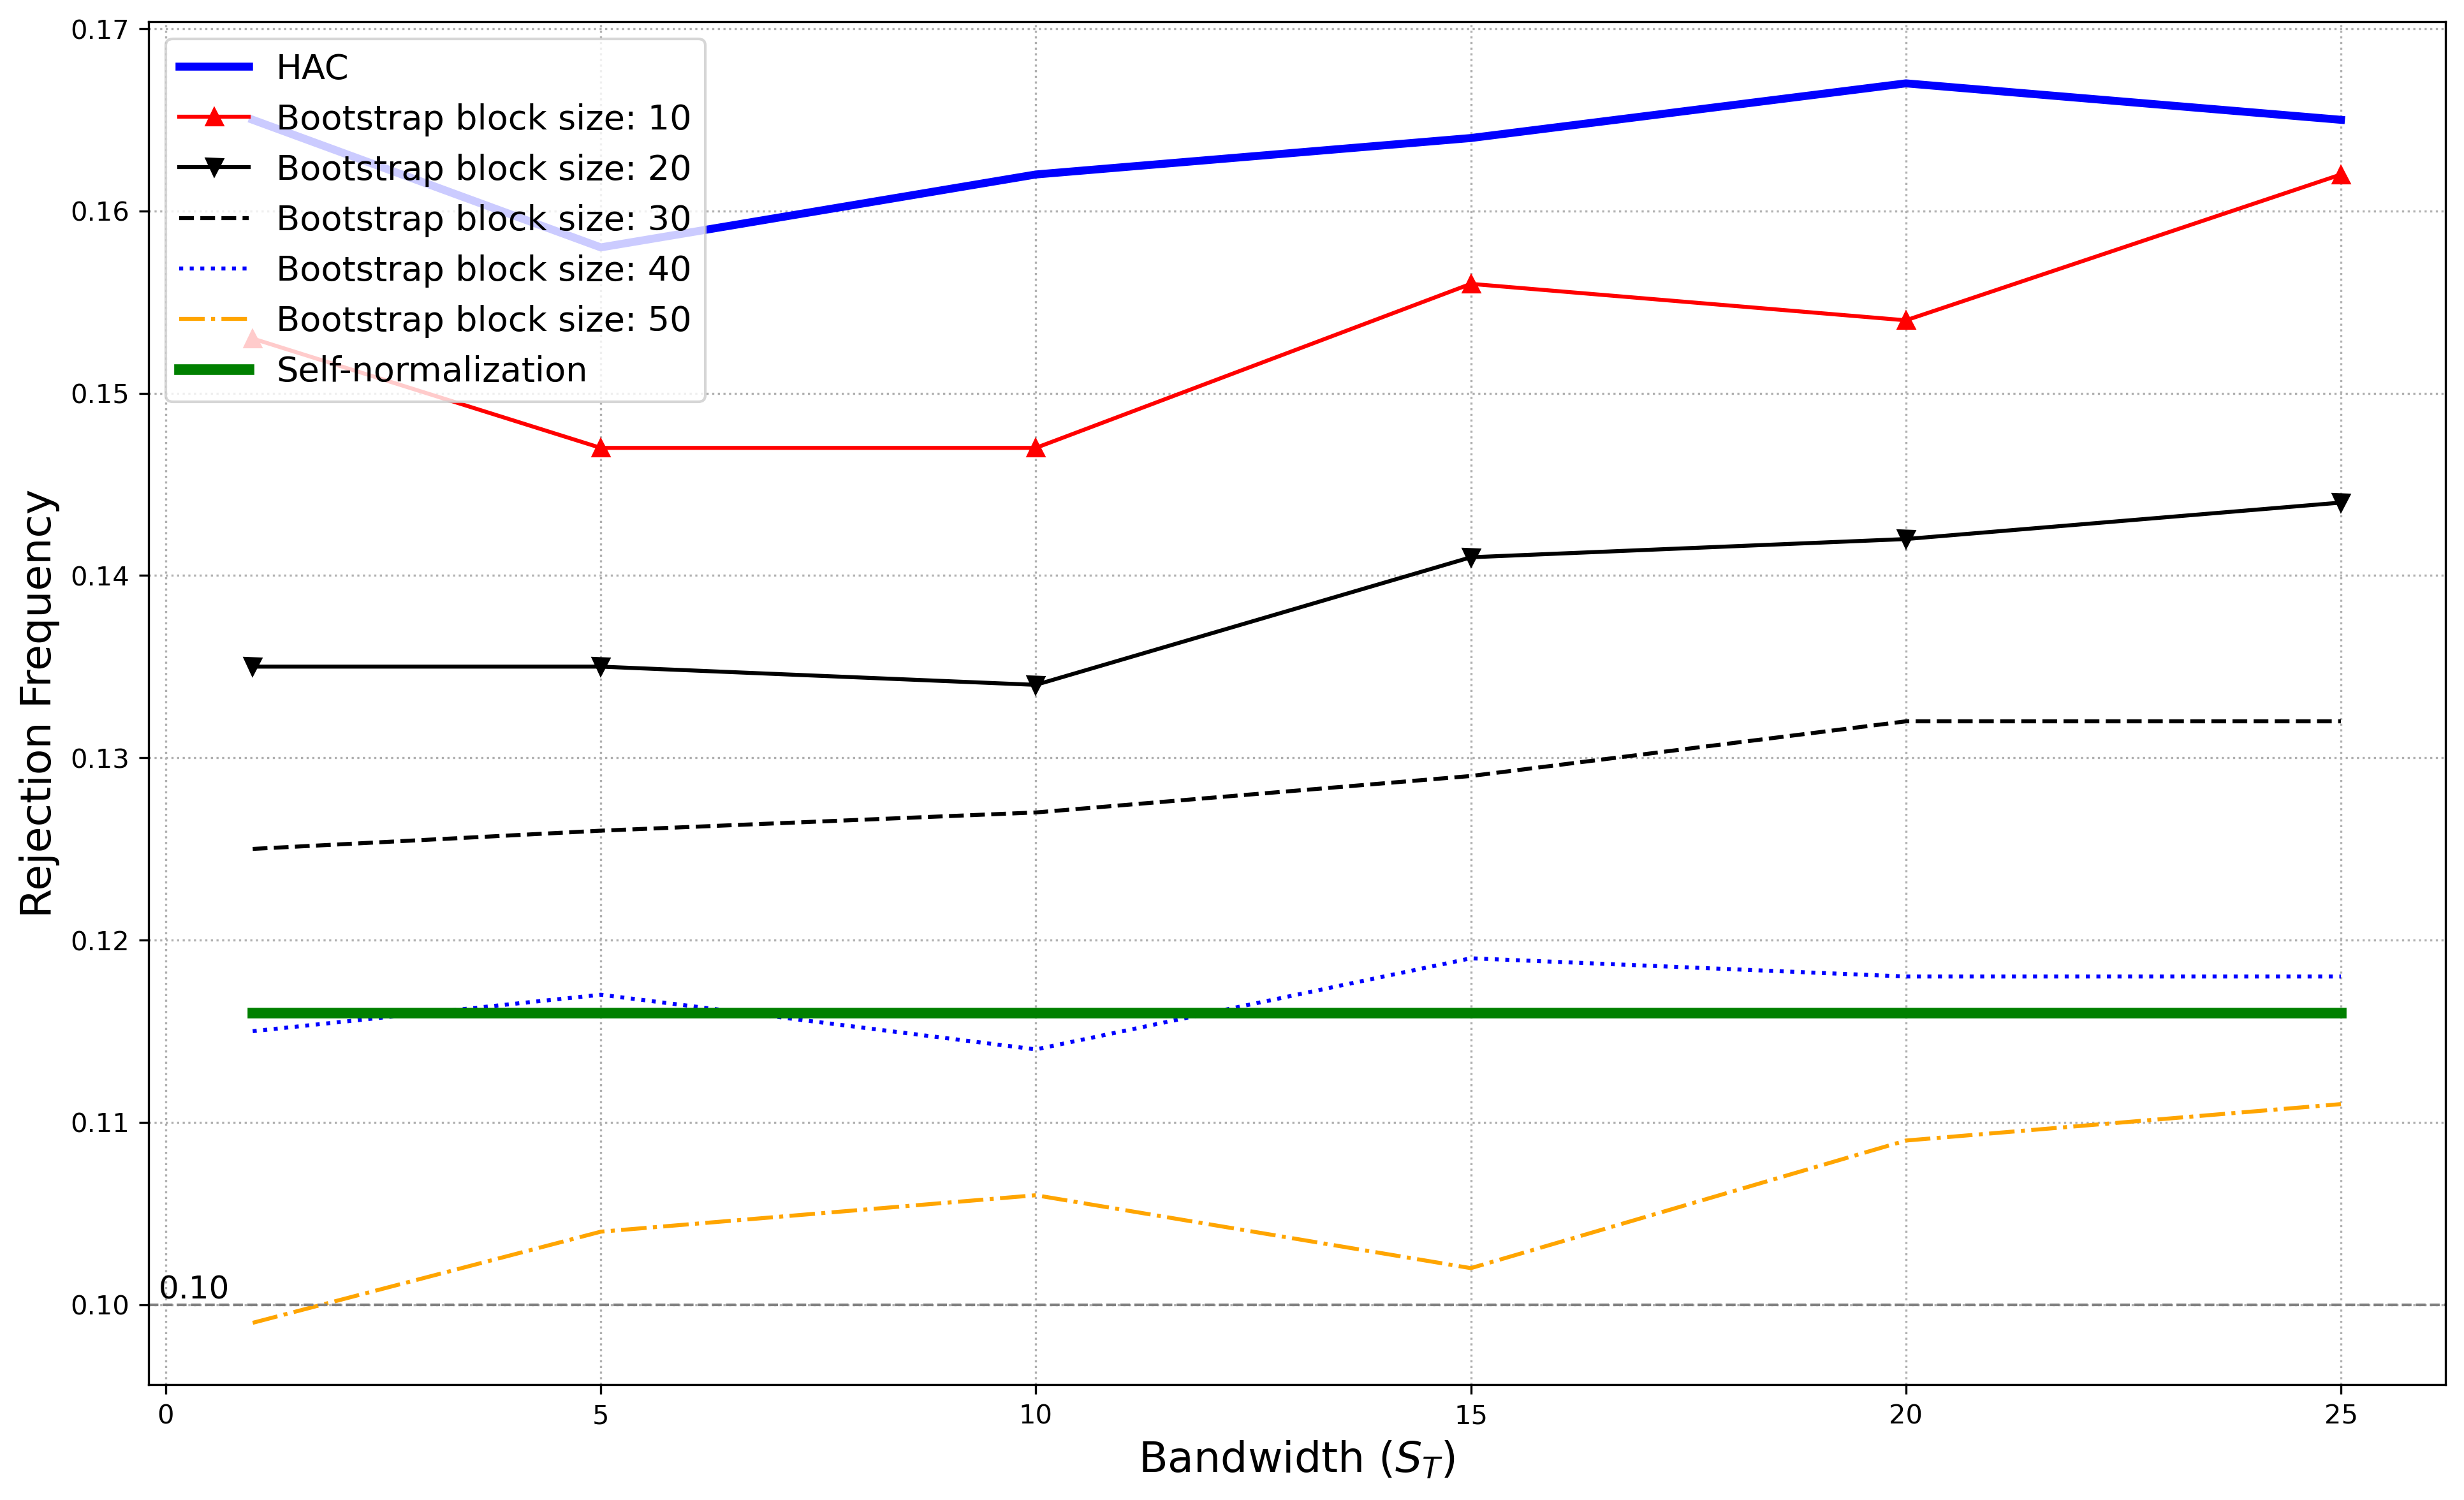 0.17
0.16
0.15
0.14
0.13
0.12
0.11
0.10
Rejection Frequency
HAC
Bootstrap block size: 10
Bootstrap block size: 20
Bootstrap block size: 30
Bootstrap block size: 40
Bootstrap block size: 50
Self-normalization
0.10
0 5 10 15 20 25
Bandwidth (S_T)